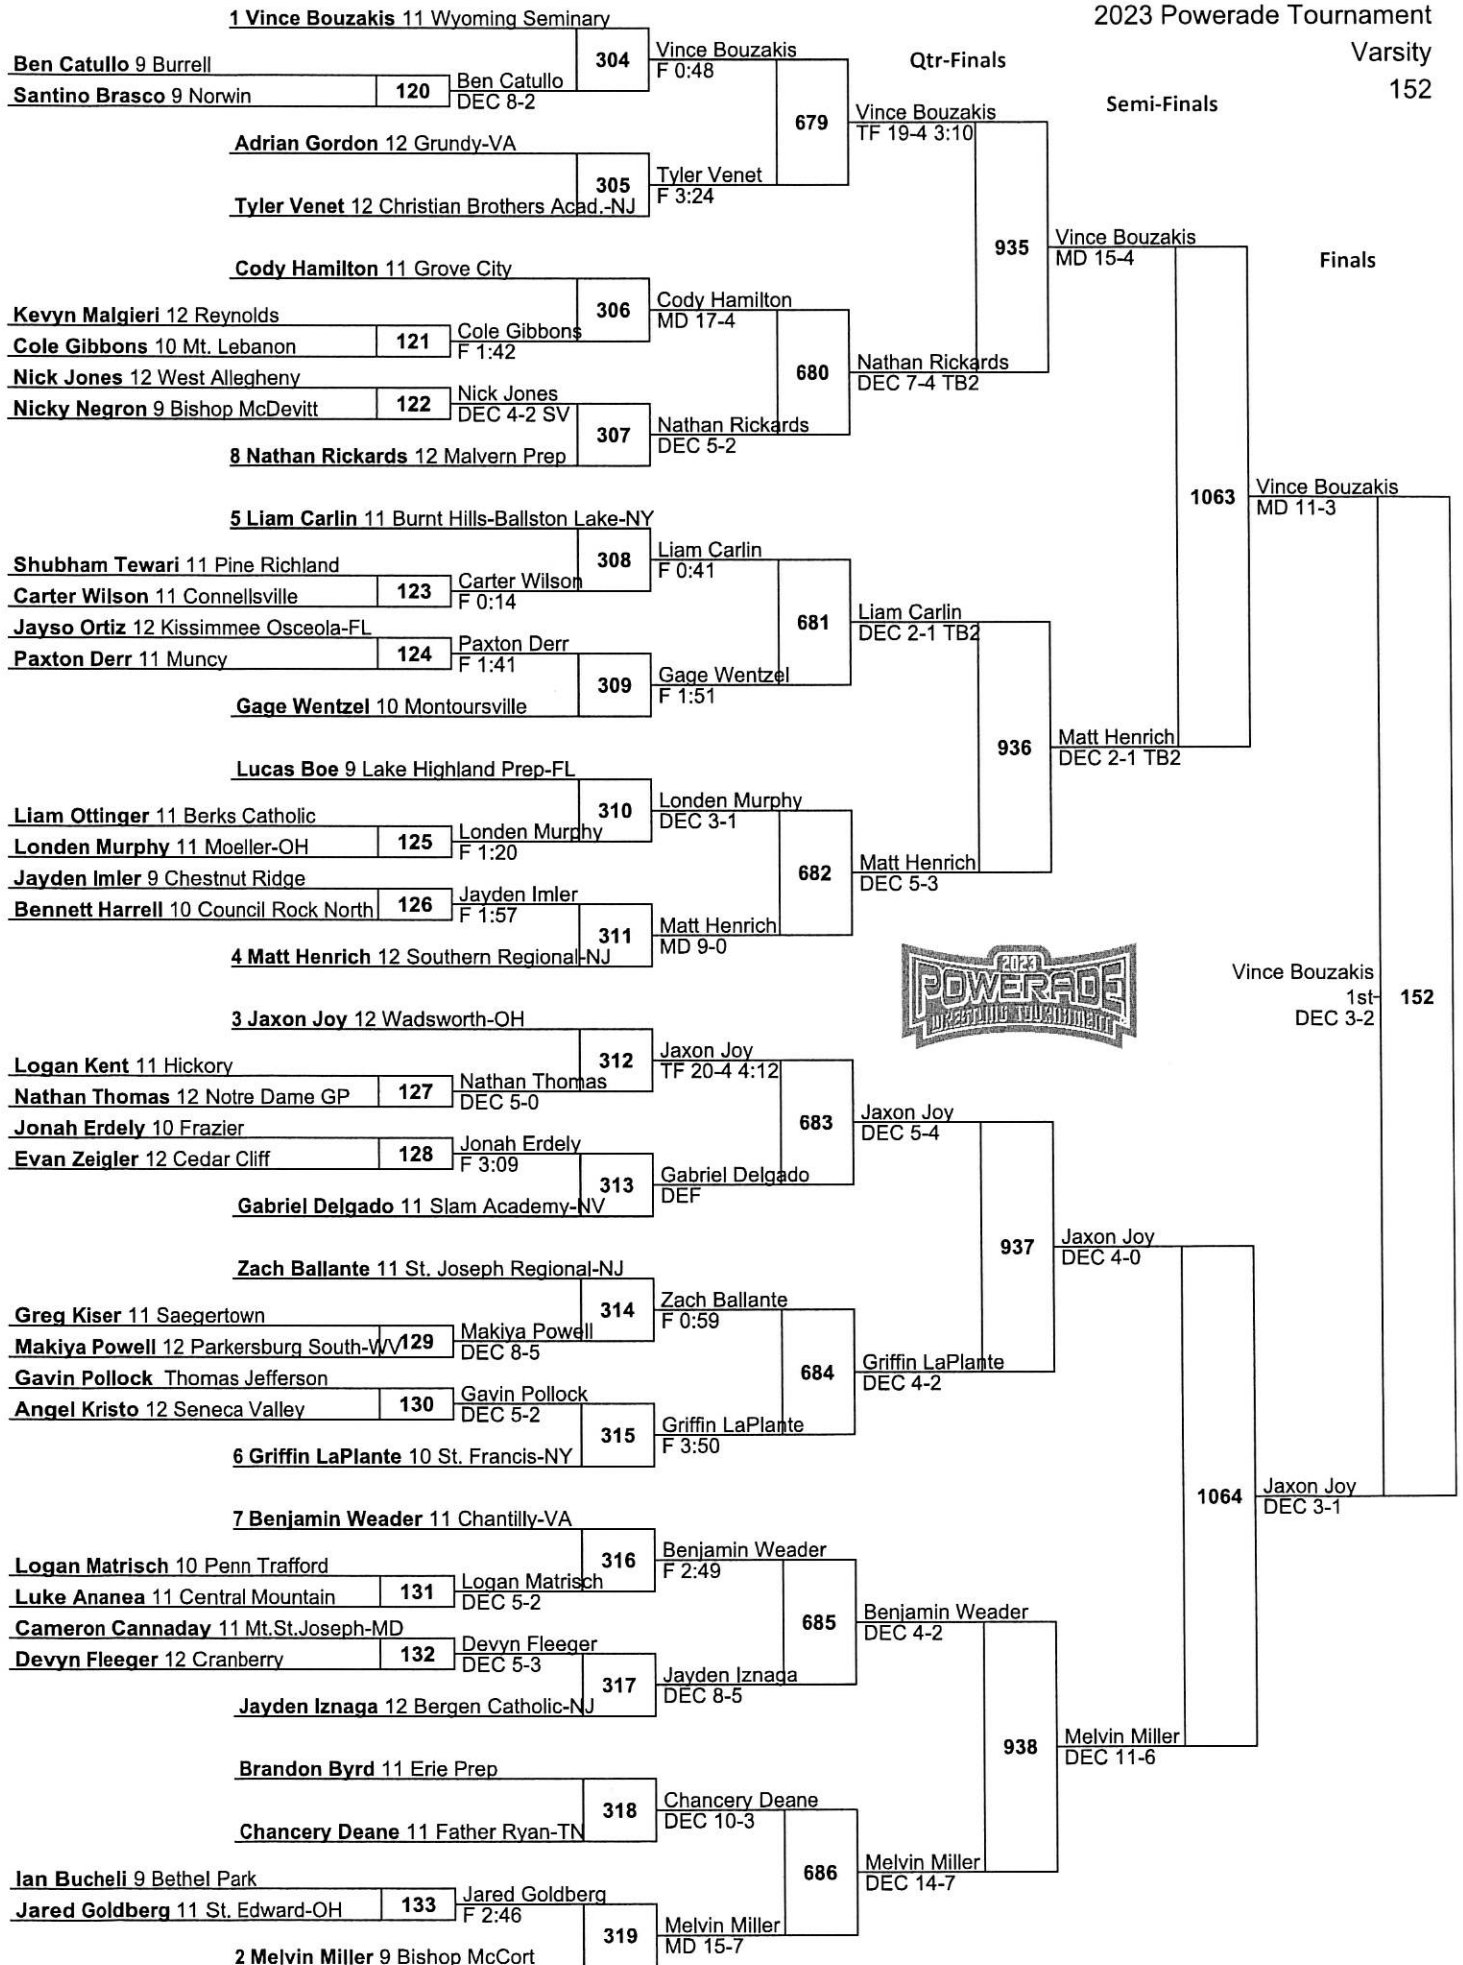 2023 Powerade Tournament
Varsity
152
Qtr-Finals
Semi-Finals
Finals
1 Vince Bouzakis 11 Wyoming Seminary
304
Vince Bouzakis
F 0:48
Ben Catullo 9 Burrell
Santino Brasco 9 Norwin
120
Ben Catullo
DEC 8-2
679
Vince Bouzakis
TF 19-4 3:10
Adrian Gordon 12 Grundy-VA
305
Tyler Venet
F 3:24
Tyler Venet 12 Christian Brothers Acad.-NJ
935
Vince Bouzakis
MD 15-4
Cody Hamilton 11 Grove City
306
Cody Hamilton
MD 17-4
Kevyn Malgieri 12 Reynolds
Cole Gibbons 10 Mt. Lebanon
121
Cole Gibbons
F 1:42
680
Nathan Rickards
DEC 7-4 TB2
Nick Jones 12 West Allegheny
Nicky Negron 9 Bishop McDevitt
122
Nick Jones
DEC 4-2 SV
307
Nathan Rickards
DEC 5-2
8 Nathan Rickards 12 Malvern Prep
1063
Vince Bouzakis
MD 11-3
5 Liam Carlin 11 Burnt Hills-Ballston Lake-NY
308
Liam Carlin
F 0:41
Shubham Tewari 11 Pine Richland
Carter Wilson 11 Connellsville
123
Carter Wilson
F 0:14
681
Liam Carlin
DEC 2-1 TB2
Jayso Ortiz 12 Kissimmee Osceola-FL
Paxton Derr 11 Muncy
124
Paxton Derr
F 1:41
309
Gage Wentzel
F 1:51
Gage Wentzel 10 Montoursville
936
Matt Henrich
DEC 2-1 TB2
Lucas Boe 9 Lake Highland Prep-FL
310
Londen Murphy
DEC 3-1
Liam Ottinger 11 Berks Catholic
Londen Murphy 11 Moeller-OH
125
Londen Murphy
F 1:20
682
Matt Henrich
DEC 5-3
Jayden Imler 9 Chestnut Ridge
Bennett Harrell 10 Council Rock North
126
Jayden Imler
F 1:57
311
Matt Henrich
MD 9-0
4 Matt Henrich 12 Southern Regional-NJ
2023
POWERADE
WRESTLING TOURNAMENT
Vince Bouzakis
1st
DEC 3-2
152
3 Jaxon Joy 12 Wadsworth-OH
312
Jaxon Joy
TF 20-4 4:12
Logan Kent 11 Hickory
Nathan Thomas 12 Notre Dame GP
127
Nathan Thomas
DEC 5-0
683
Jaxon Joy
DEC 5-4
Jonah Erdely 10 Frazier
Evan Zeigler 12 Cedar Cliff
128
Jonah Erdely
F 3:09
313
Gabriel Delgado
DEF
Gabriel Delgado 11 Slam Academy-NV
937
Jaxon Joy
DEC 4-0
Zach Ballante 11 St. Joseph Regional-NJ
314
Zach Ballante
F 0:59
Greg Kiser 11 Saegertown
Makiya Powell 12 Parkersburg South-WV
129
Makiya Powell
DEC 8-5
684
Griffin LaPlante
DEC 4-2
Gavin Pollock Thomas Jefferson
Angel Kristo 12 Seneca Valley
130
Gavin Pollock
DEC 5-2
315
Griffin LaPlante
F 3:50
6 Griffin LaPlante 10 St. Francis-NY
1064
Jaxon Joy
DEC 3-1
7 Benjamin Weader 11 Chantilly-VA
316
Benjamin Weader
F 2:49
Logan Matrisch 10 Penn Trafford
Luke Ananea 11 Central Mountain
131
Logan Matrisch
DEC 5-2
685
Benjamin Weader
DEC 4-2
Cameron Cannaday 11 Mt.St.Joseph-MD
Devyn Fleeger 12 Cranberry
132
Devyn Fleeger
DEC 5-3
317
Jayden Iznaga
DEC 8-5
Jayden Iznaga 12 Bergen Catholic-NJ
938
Melvin Miller
DEC 11-6
Brandon Byrd 11 Erie Prep
318
Chancery Deane
DEC 10-3
Chancery Deane 11 Father Ryan-TN
686
Melvin Miller
DEC 14-7
Ian Bucheli 9 Bethel Park
Jared Goldberg 11 St. Edward-OH
133
Jared Goldberg
F 2:46
319
Melvin Miller
MD 15-7
2 Melvin Miller 9 Bishop McCort